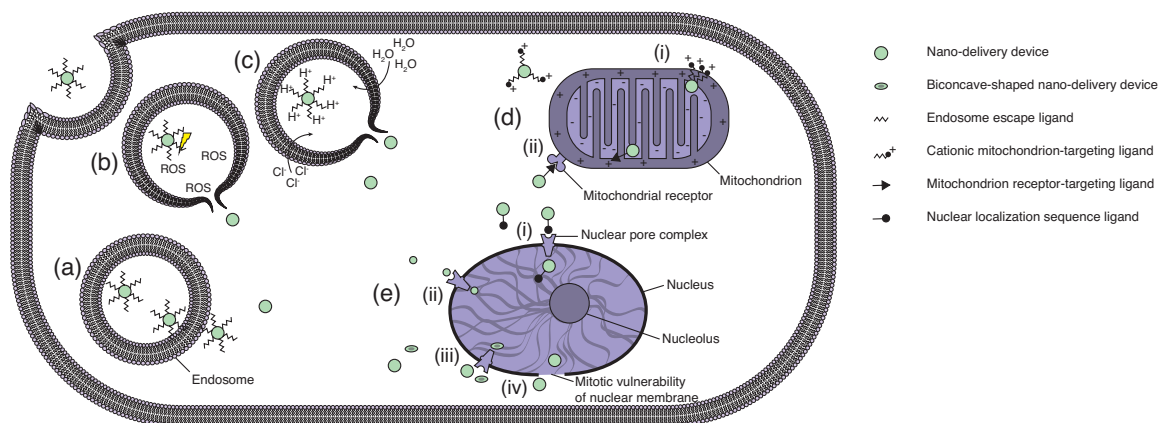 (a)
Endosome
(b)
ROS
ROS
ROS
(c)
H+
H+
H+
H+
H+
H+
H2O
H2O
H2O
H2O
Cl-
Cl-
Cl-
(d)
(i)
(ii)
Mitochondrial receptor
Mitochondrion
(e)
(i)
Nuclear pore complex
(ii)
(iii)
(iv)
Nucleus
Nucleolus
Mitotic vulnerability
of nuclear membrane
Nano-delivery device
Biconcave-shaped nano-delivery device
Endosome escape ligand
Cationic mitochondrion-targeting ligand
Mitochondrion receptor-targeting ligand
Nuclear localization sequence ligand